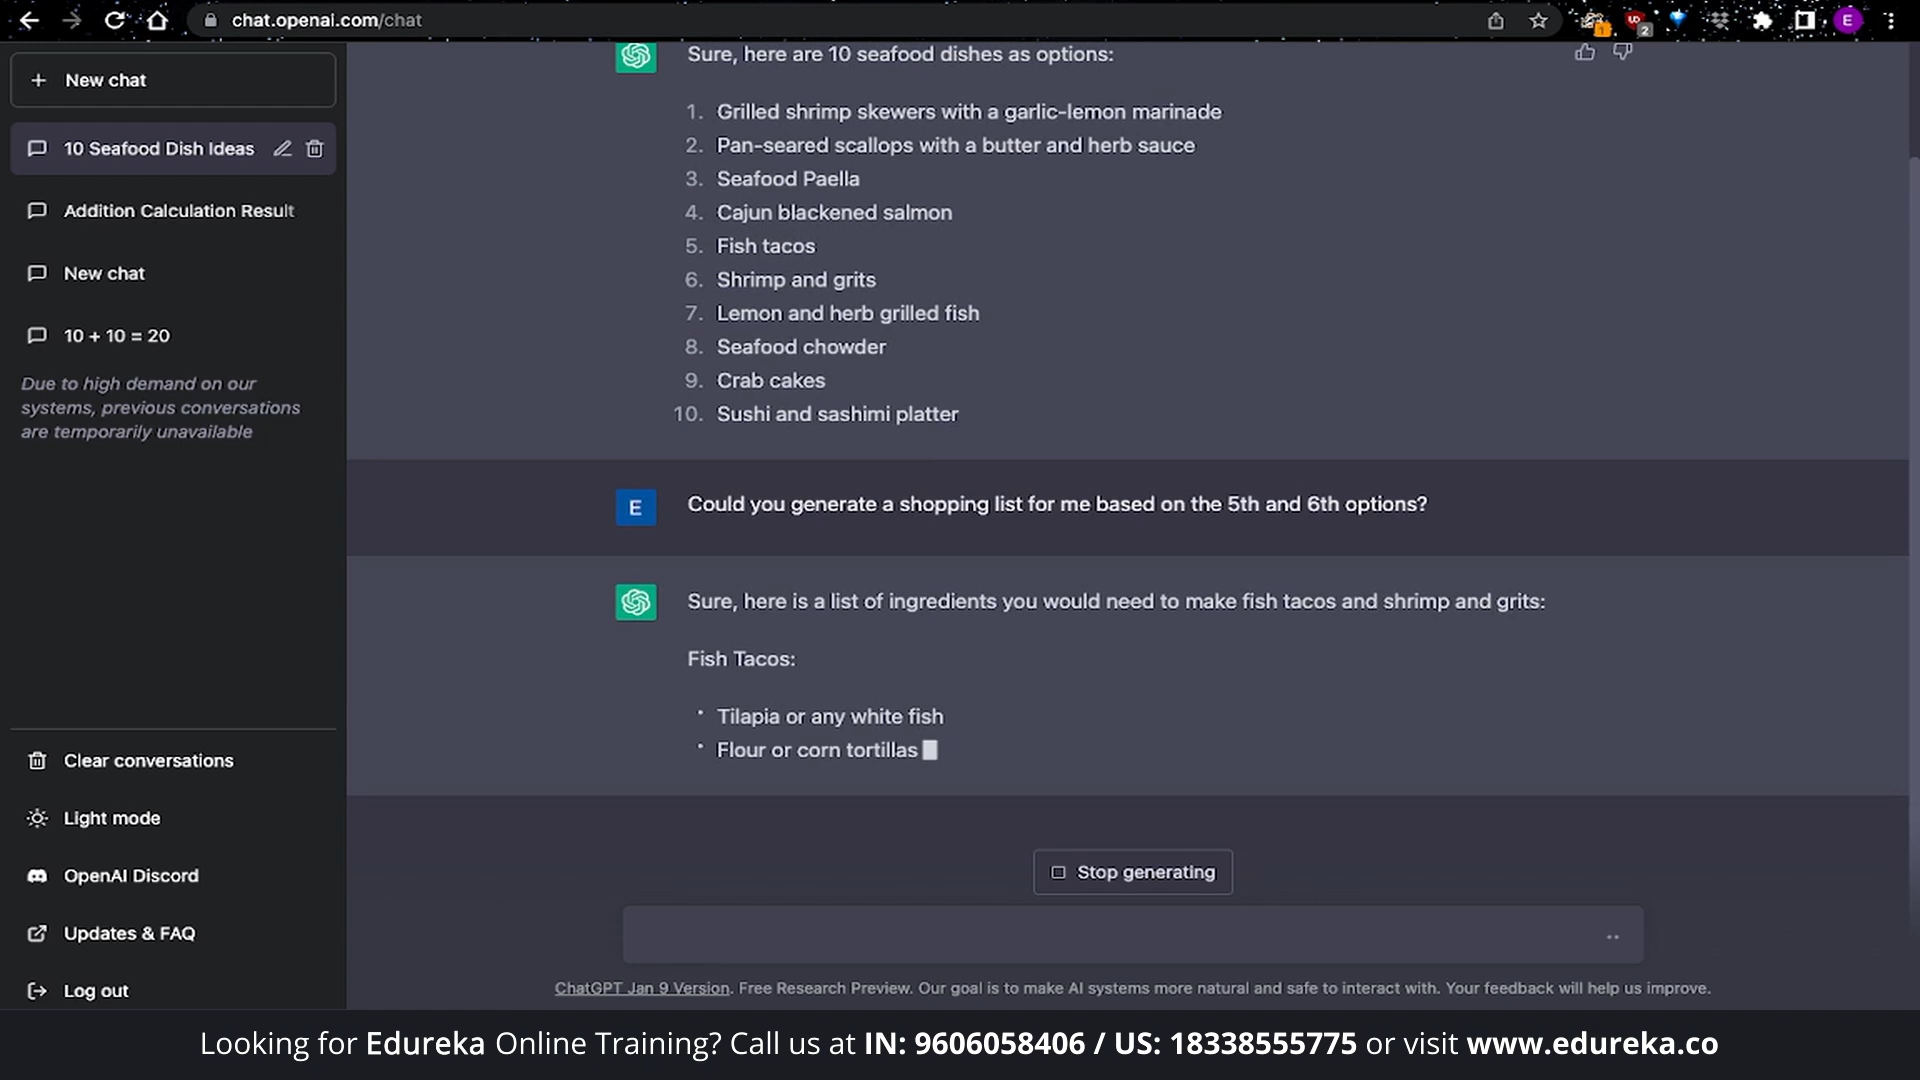 chat.openai.com/chat
1
2
E
New chat
10 Seafood Dish Ideas
Addition Calculation Result
New chat
10 + 10 = 20
Due to high demand on our
systems, previous conversations
are temporarily unavailable
Clear conversations
Light mode
OpenAI Discord
Updates & FAQ
Log out
Sure, here are 10 seafood dishes as options:
1. Grilled shrimp skewers with a garlic-lemon marinade
2. Pan-seared scallops with a butter and herb sauce
3. Seafood Paella
4. Cajun blackened salmon
5. Fish tacos
6. Shrimp and grits
7. Lemon and herb grilled fish
8. Seafood chowder
9. Crab cakes
10. Sushi and sashimi platter
E
Could you generate a shopping list for me based on the 5th and 6th options?
Sure, here is a list of ingredients you would need to make fish tacos and shrimp and grits:
Fish Tacos:
• Tilapia or any white fish
• Flour or corn tortillas
Stop generating
ChatGPT Jan 9 Version. Free Research Preview. Our goal is to make AI systems more natural and safe to interact with. Your feedback will help us improve.
Looking for Edureka Online Training? Call us at IN: 9606058406 / US: 18338555775 or visit www.edureka.co